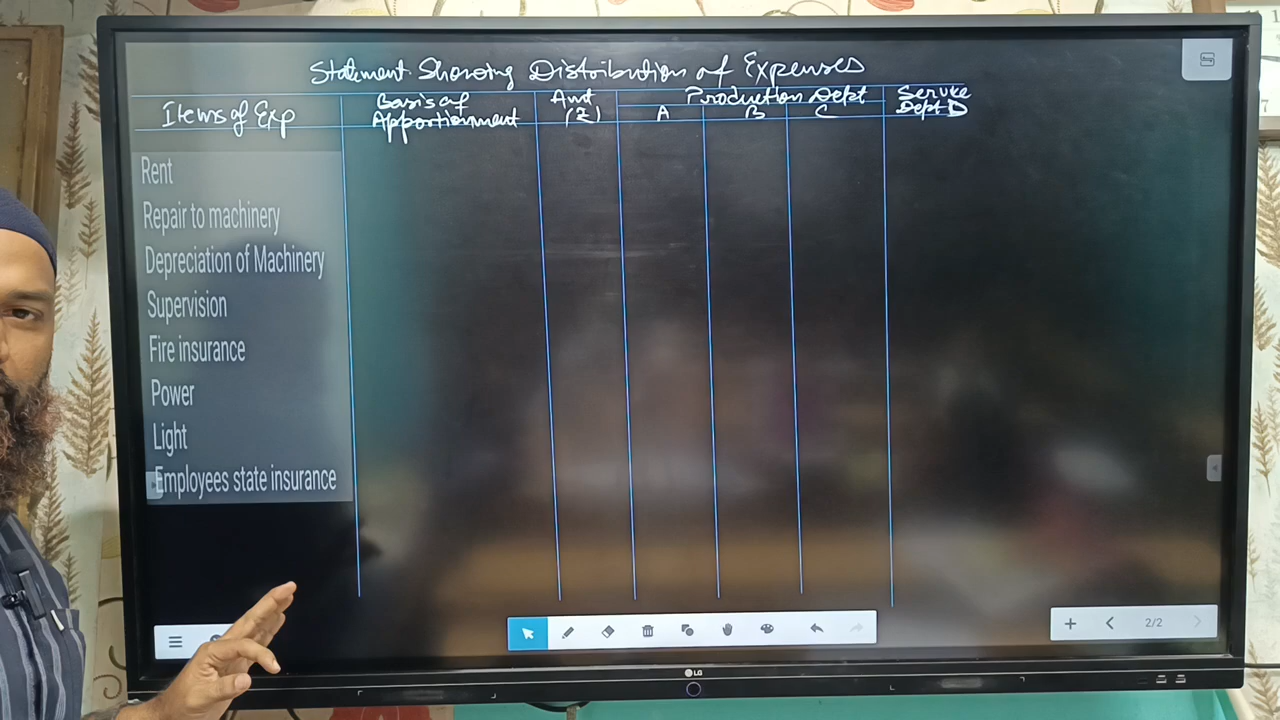 Statement Showing Distribution of Expenses
Items of Exp
Basis of
Apportionment
Amt
(₹)
Production Dept
A B C
Service
Dept D
Rent
Repair to machinery
Depreciation of Machinery
Supervision
Fire insurance
Power
Light
Employees state insurance
2/2
LG